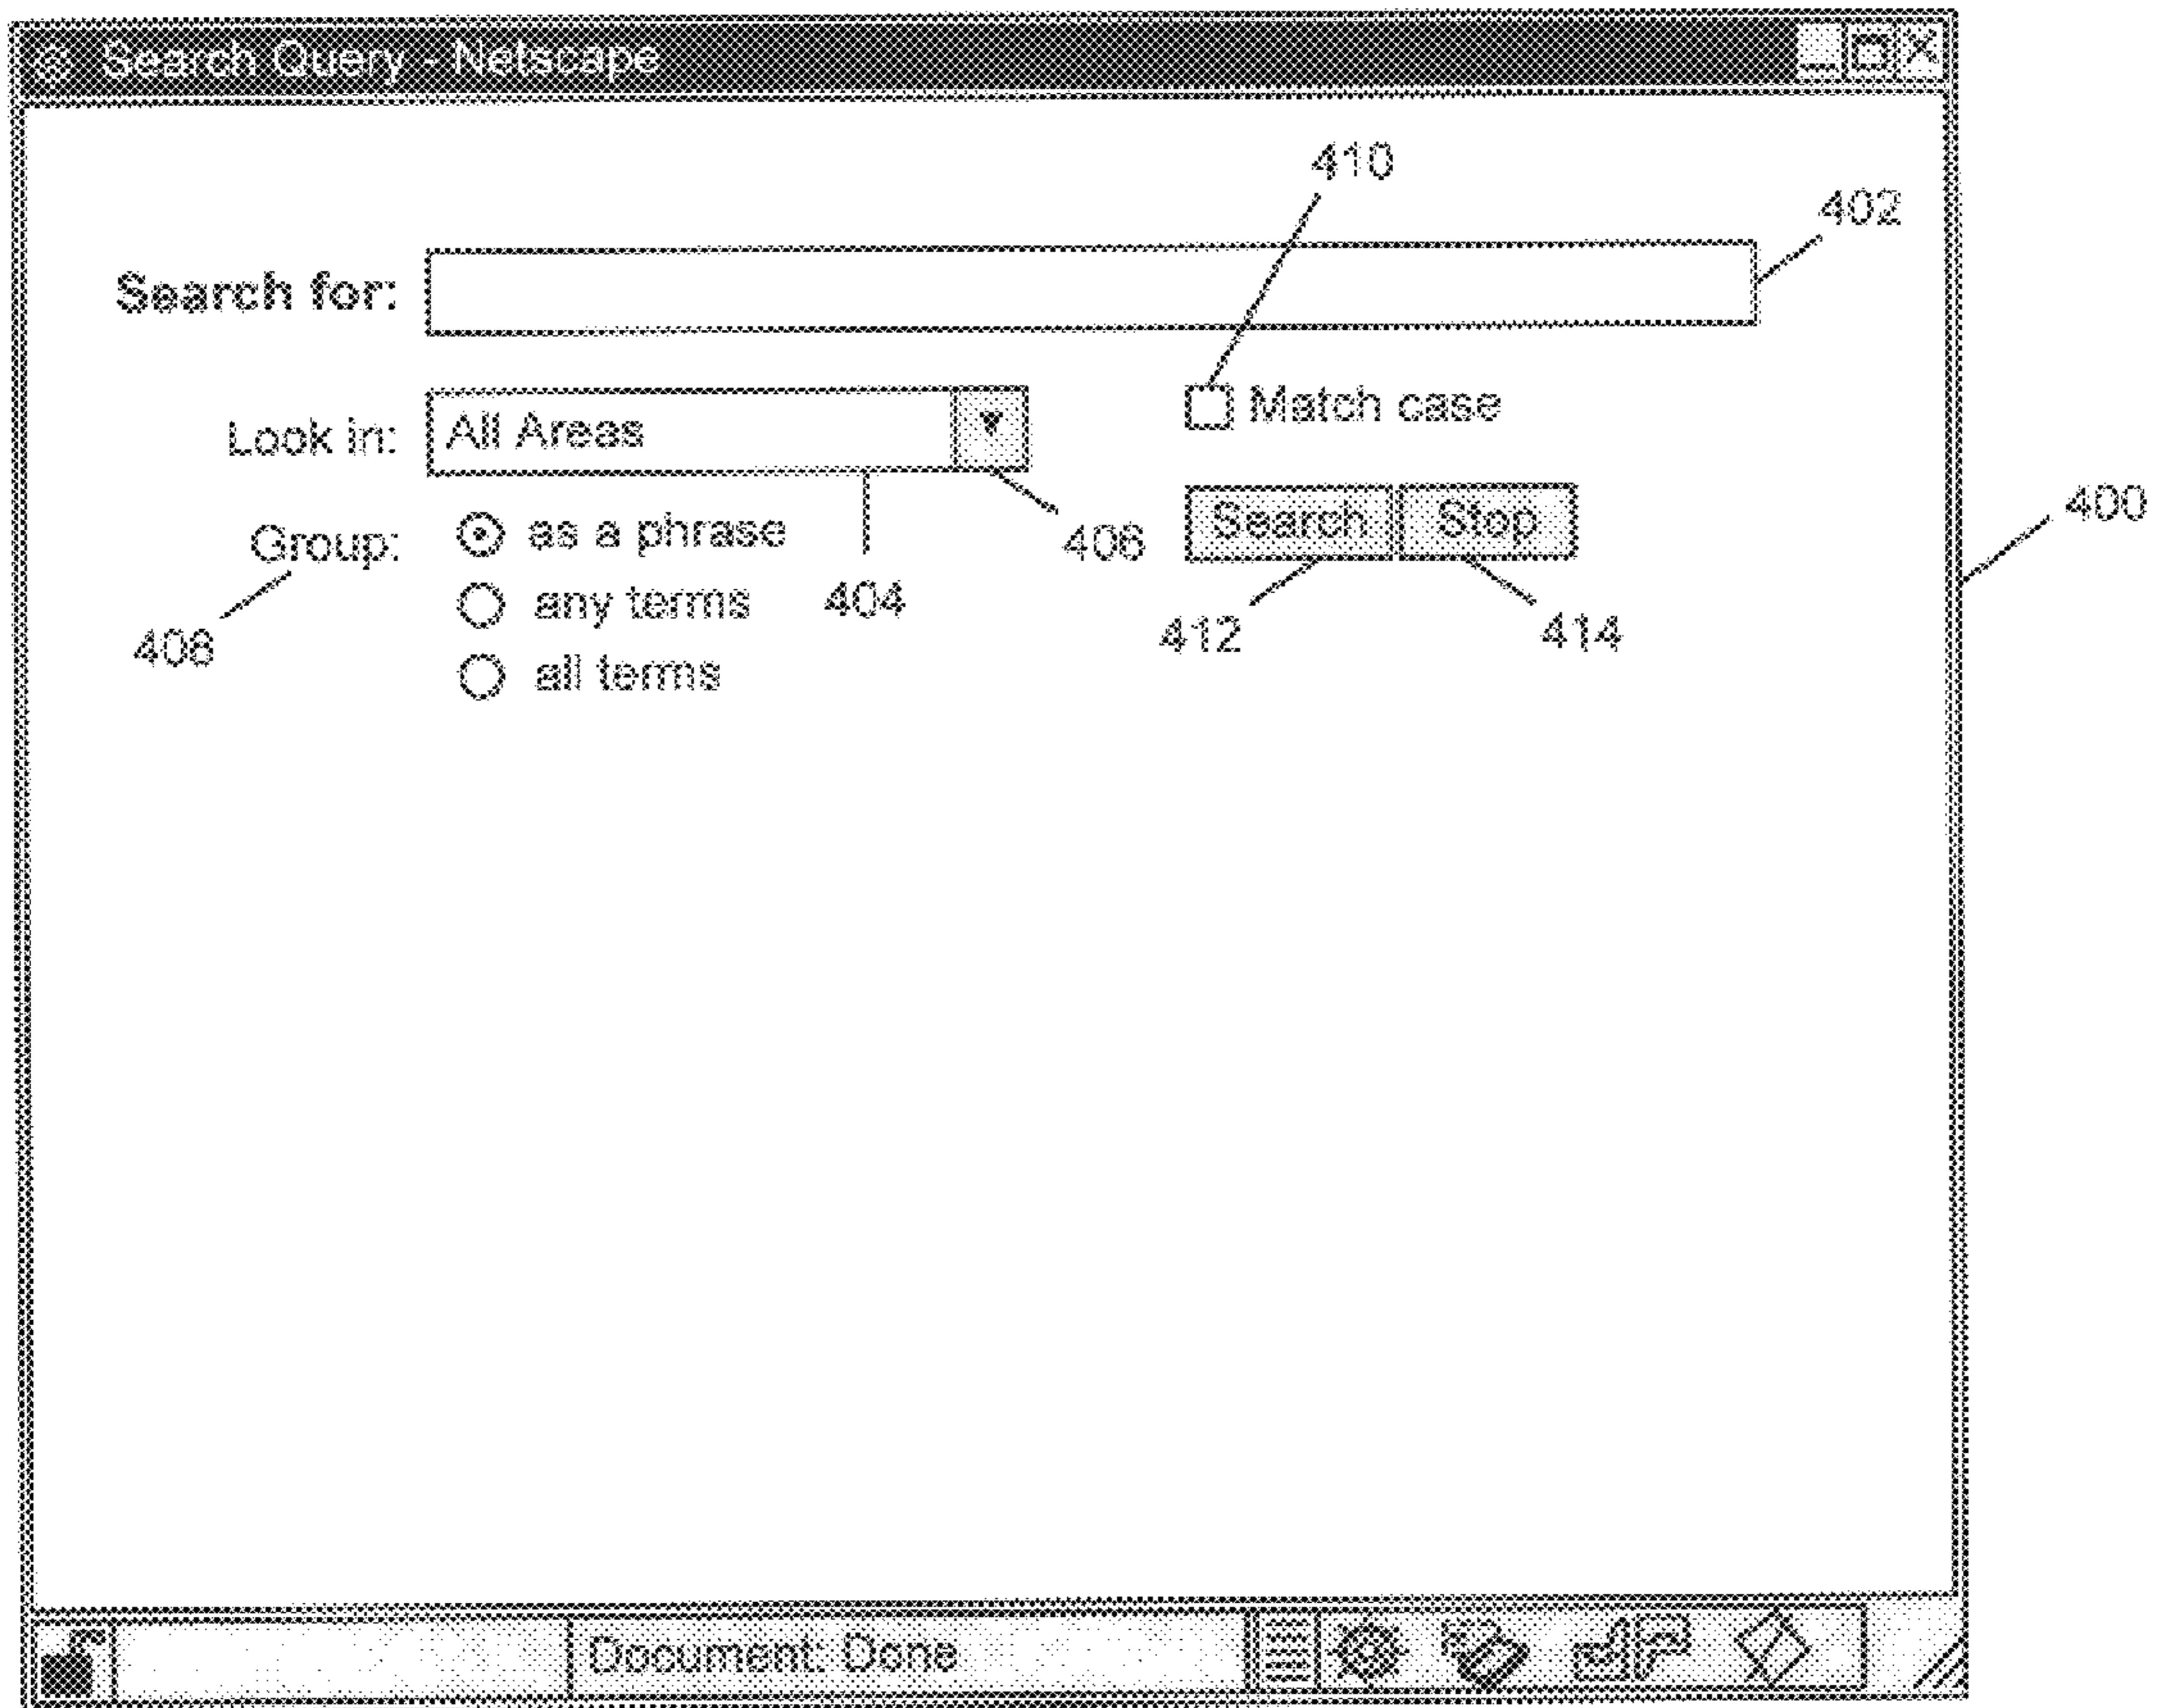 Search Query - Netscape
410
402
Search for:
Match case
Look in: All Areas
400
Search Stop
Group: as a phrase
406
any terms
404
412
414
408
all terms
Document: Done